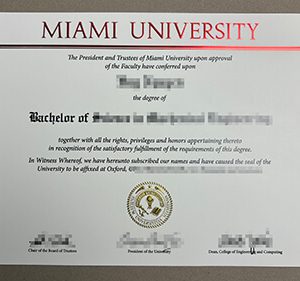 MIAMI UNIVERSITY
The President and Trustees of Miami University upon approval
of the Faculty have conferred upon
the degree of
Bachelor of
together with all the rights, privileges and honors appertaining thereto
in recognition of the satisfactory fulfillment of the requirements of this degree.
In Witness Whereof, we have hereunto subscribed our names and have caused the seal of the
University to be affixed at Oxford,
Chair of the Board of Trustees
President of the University
Dean, College of Engineering and Computing